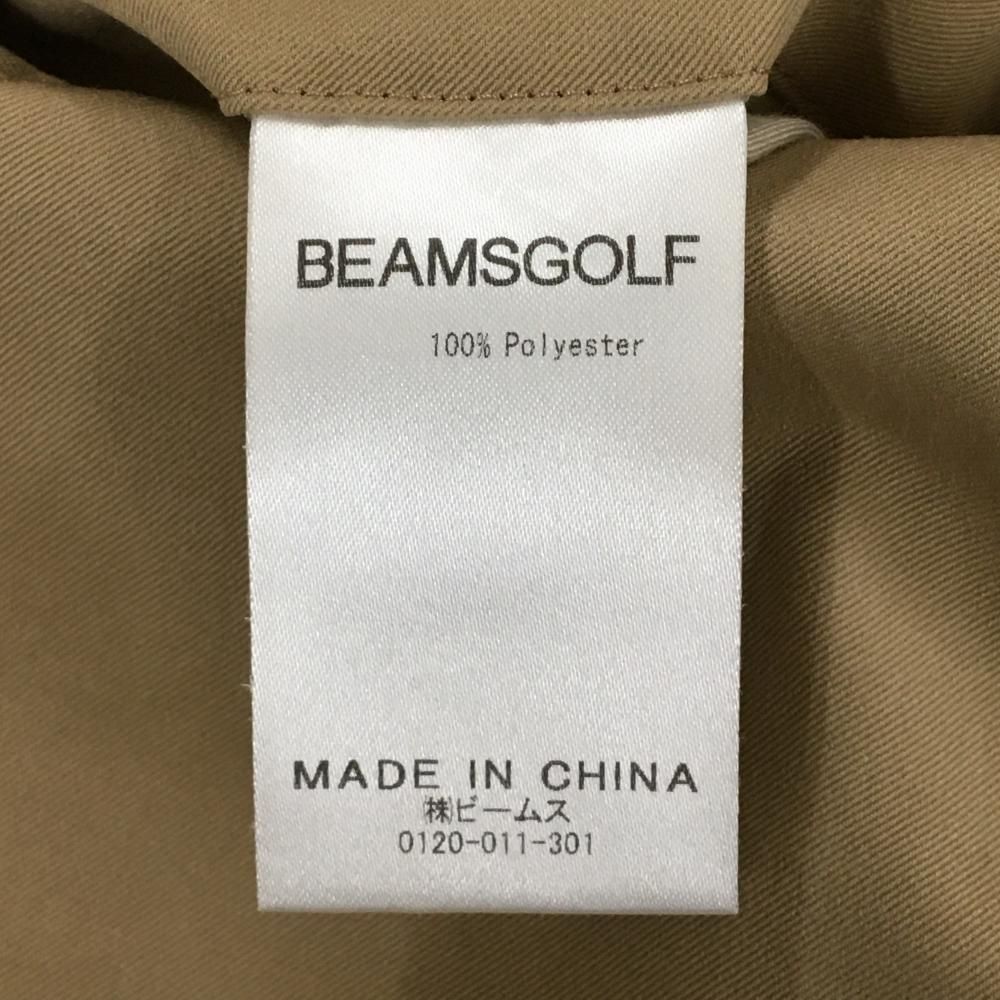 BEAMSGOLF
100% Polyester
MADE IN CHINA
㈱ビームス
0120-011-301